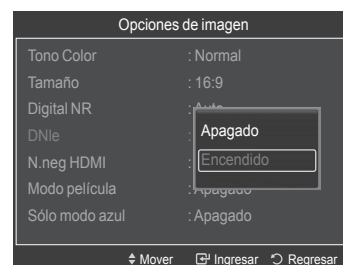 Opciones de imagen
Tono Color : Normal
Tamaño : 16:9
Digital NR :
DNIe :
Apagado
Encendido
N.neg HDMI :
Modo película : Apagado
Sólo modo azul : Apagado
Mover Ingresar Regresar